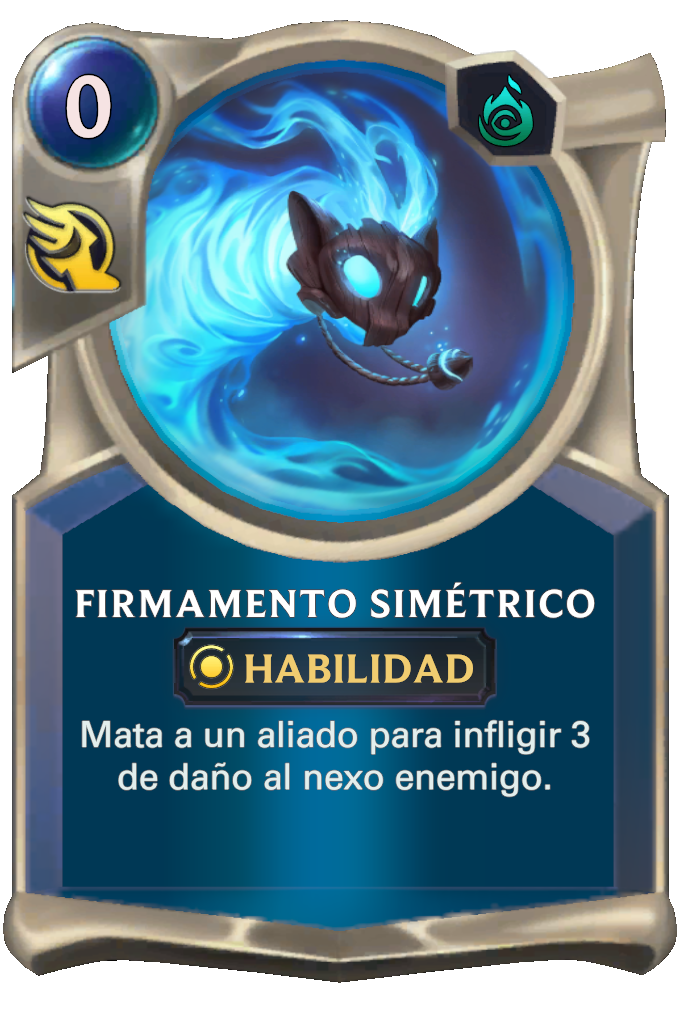 0
FIRMAMENTO SIMÉTRICO
HABILIDAD
Mata a un aliado para infligir 3
de daño al nexo enemigo.